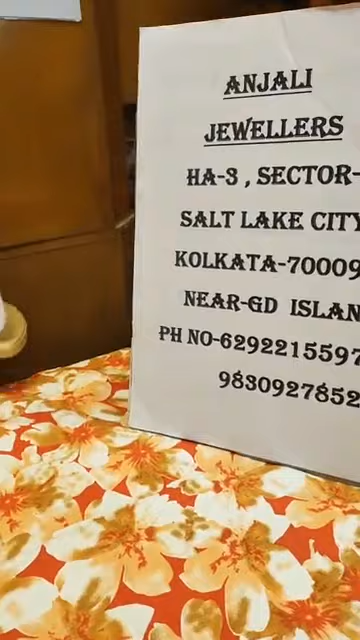 ANJALI
JEWELLERS
HA-3 , SECTOR-
SALT LAKE CITY
KOLKATA-70009
NEAR-GD ISLAN
PH NO-6292215597
9830927852